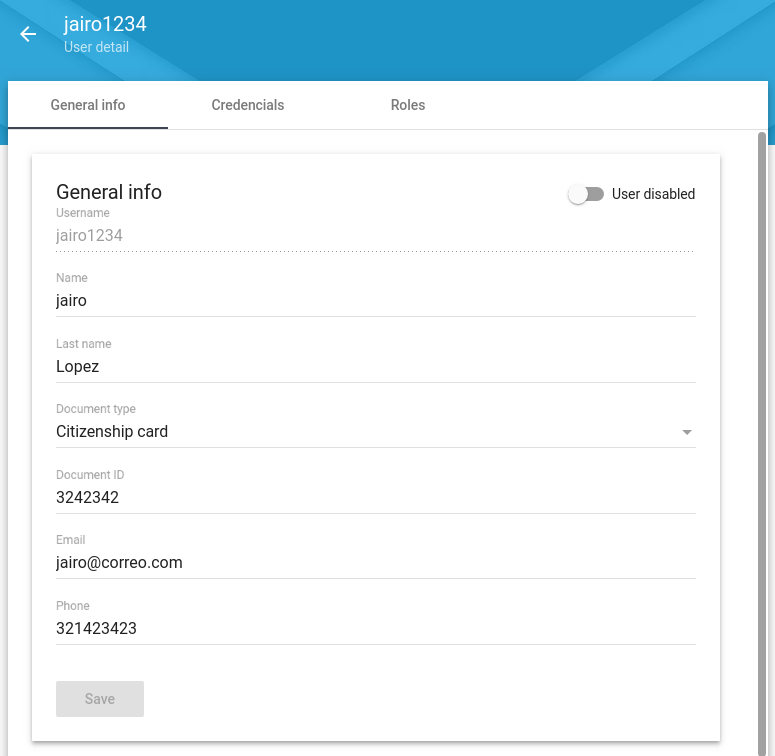 jairo1234
User detail
General info Credencials Roles
General info
User disabled
Username
jairo1234
Name
jairo
Last name
Lopez
Document type
Citizenship card
Document ID
3242342
Email
jairo@correo.com
Phone
321423423
Save